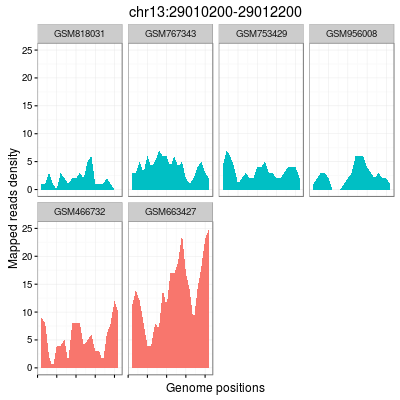 chr13:29010200-29012200
GSM818031 GSM767343 GSM753429 GSM956008
25
20
15
10
5
0
Mapped reads density
GSM466732 GSM663427
25
20
15
10
5
0
Genome positions